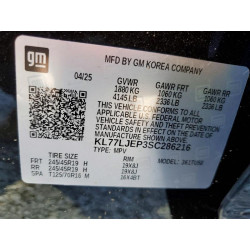 gm
MFD BY GM KOREA COMPANY
04/25
GVWR GAWR FRT GAWR RR
1880 KG 1060 KG 1060 KG
4145 LB 2336 LB 2336 LB
THIS VEHICLE CONFORMS TO ALL
APPLICABLE U.S. FEDERAL MOTOR
VEHICLE SAFETY AND THEFT
PREVENTION STANDARDS IN EFFECT
ON THE DATE OF MANUFACTURE
SHOWN ABOVE.
KL77LJEP3SC286216
TYPE: MPV MODEL:
TIRE SIZE RIM
FRT 245/45R19 H 19X8J
RR 245/45R19 H 19X8J
SPA T125/70R16 M 16X4BT